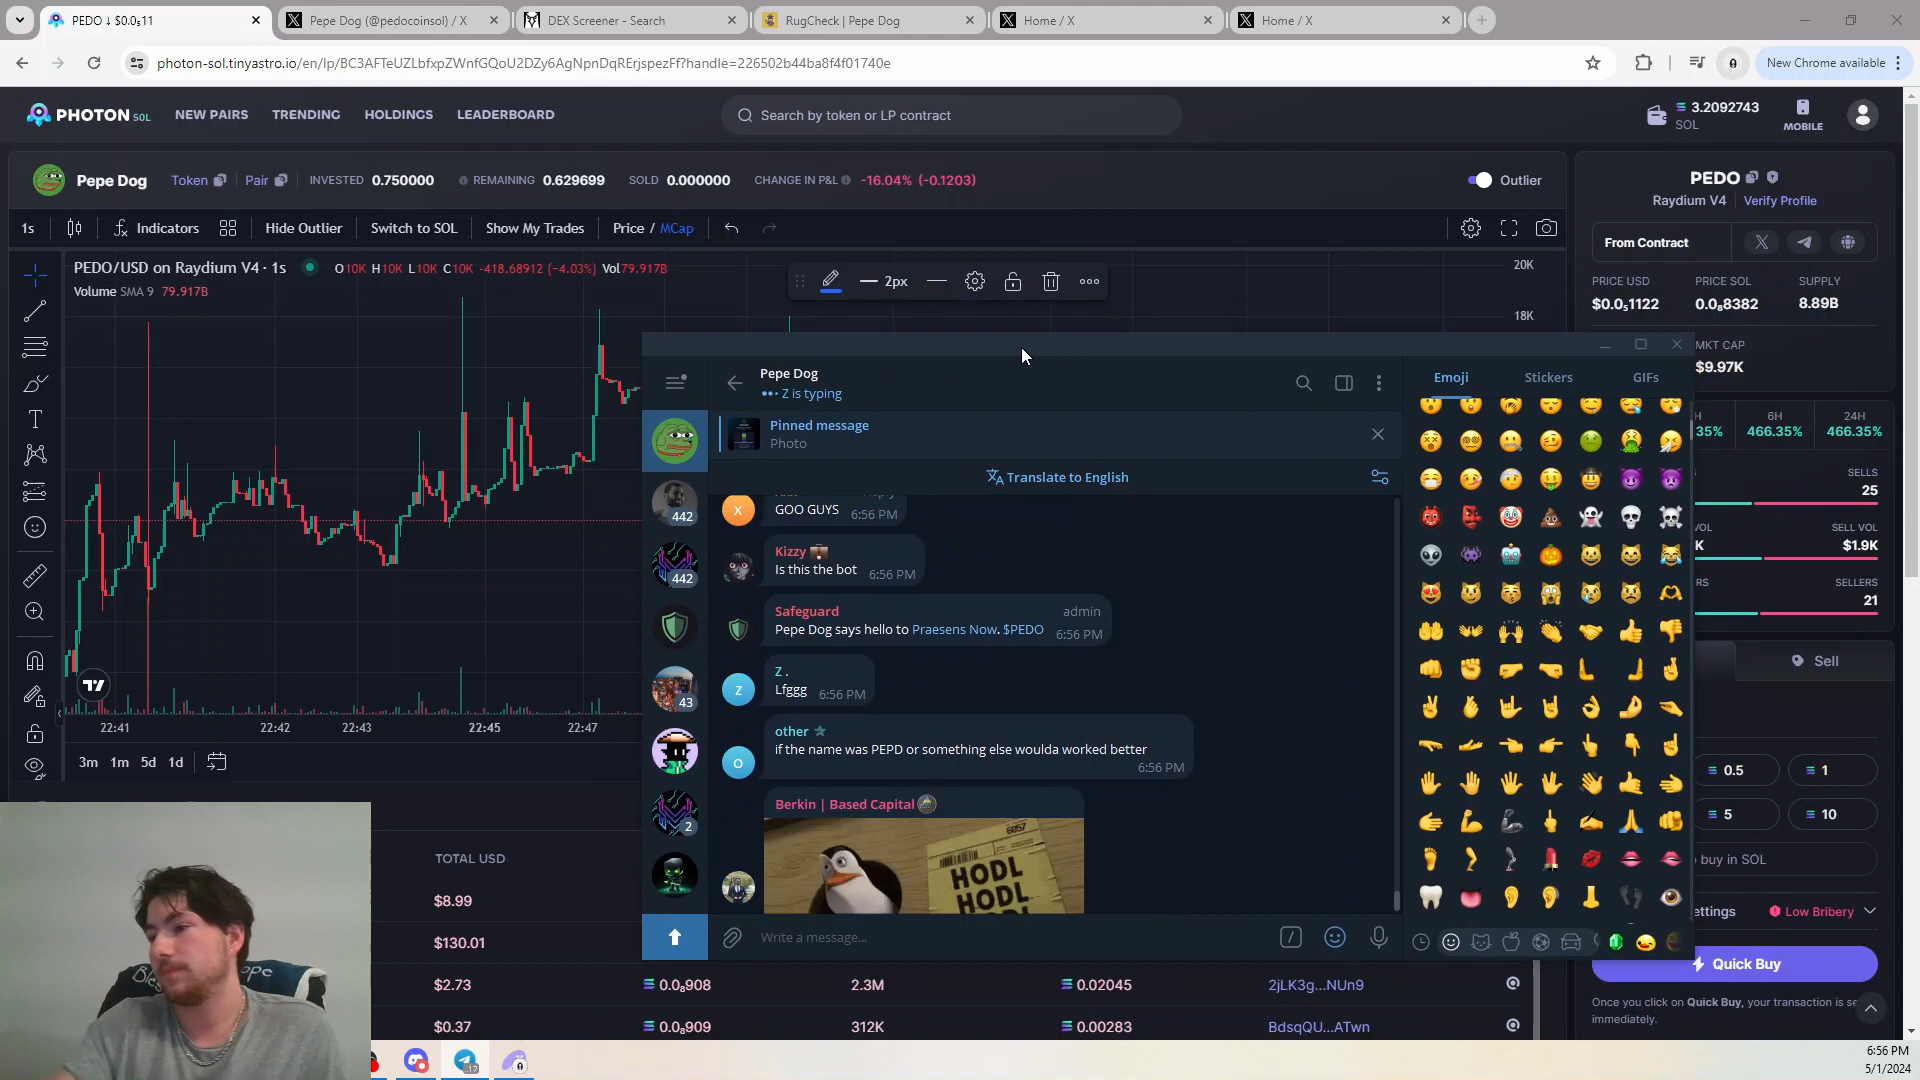 PEDO ↓ $0.0₅11
Pepe Dog (@pedocoinsol) / X
DEX Screener - Search
RugCheck | Pepe Dog
Home / X
Home / X
photon-sol.tinyastro.io/en/lp/BC3AFTeUZLbfxpZWnfGQoU2DZy6AgNpnDqRErjspezFf?handle=226502b44ba8f4f01740e
New Chrome available
PHOTON SOL
NEW PAIRS
TRENDING
HOLDINGS
LEADERBOARD
Search by token or LP contract
3.2092743
SOL
MOBILE
Pepe Dog
Token
Pair
INVESTED 0.750000
REMAINING 0.629699
SOLD 0.000000
CHANGE IN P&L -16.04% (-0.1203)
Outlier
PEDO
Raydium V4 | Verify Profile
1s
Indicators
Hide Outlier
Switch to SOL
Show My Trades
Price / MCap
From Contract
PEDO/USD on Raydium V4 · 1s
O10K H10K L10K C10K -418.68912 (-4.03%) Vol79.917B
Volume SMA 9 79.917B
2px
20K
18K
PRICE USD
PRICE SOL
SUPPLY
$0.0₅1122
0.0₈8382
8.89B
MKT CAP
$9.97K
6H
24H
35%
466.35%
466.35%
SELLS
25
VOL
SELL VOL
K
$1.9K
RS
SELLERS
21
Sell
0.5
1
5
10
buy in SOL
ettings
Low Bribery
Quick Buy
Once you click on Quick Buy, your transaction is se
immediately.
Pepe Dog
Z is typing
Pinned message
Photo
Translate to English
Emoji
Stickers
GIFs
X
GOO GUYS 6:56 PM
Kizzy
Is this the bot 6:56 PM
Safeguard admin
Pepe Dog says hello to Praesens Now. $PEDO 6:56 PM
Z
Z .
Lfggg 6:56 PM
O
other
if the name was PEPD or something else woulda worked better
6:56 PM
Berkin | Based Capital
6057
HODL
HODL
HODL
442
442
43
2
Write a message...
22:41
22:42
22:43
22:45
22:47
3m
1m
5d
1d
TOTAL USD
$8.99
$130.01
$2.73
0.0₈908
2.3M
0.02045
2jLK3g...NUn9
$0.37
0.0₈909
312K
0.00283
BdsqQU...ATwn
6:56 PM
5/1/2024